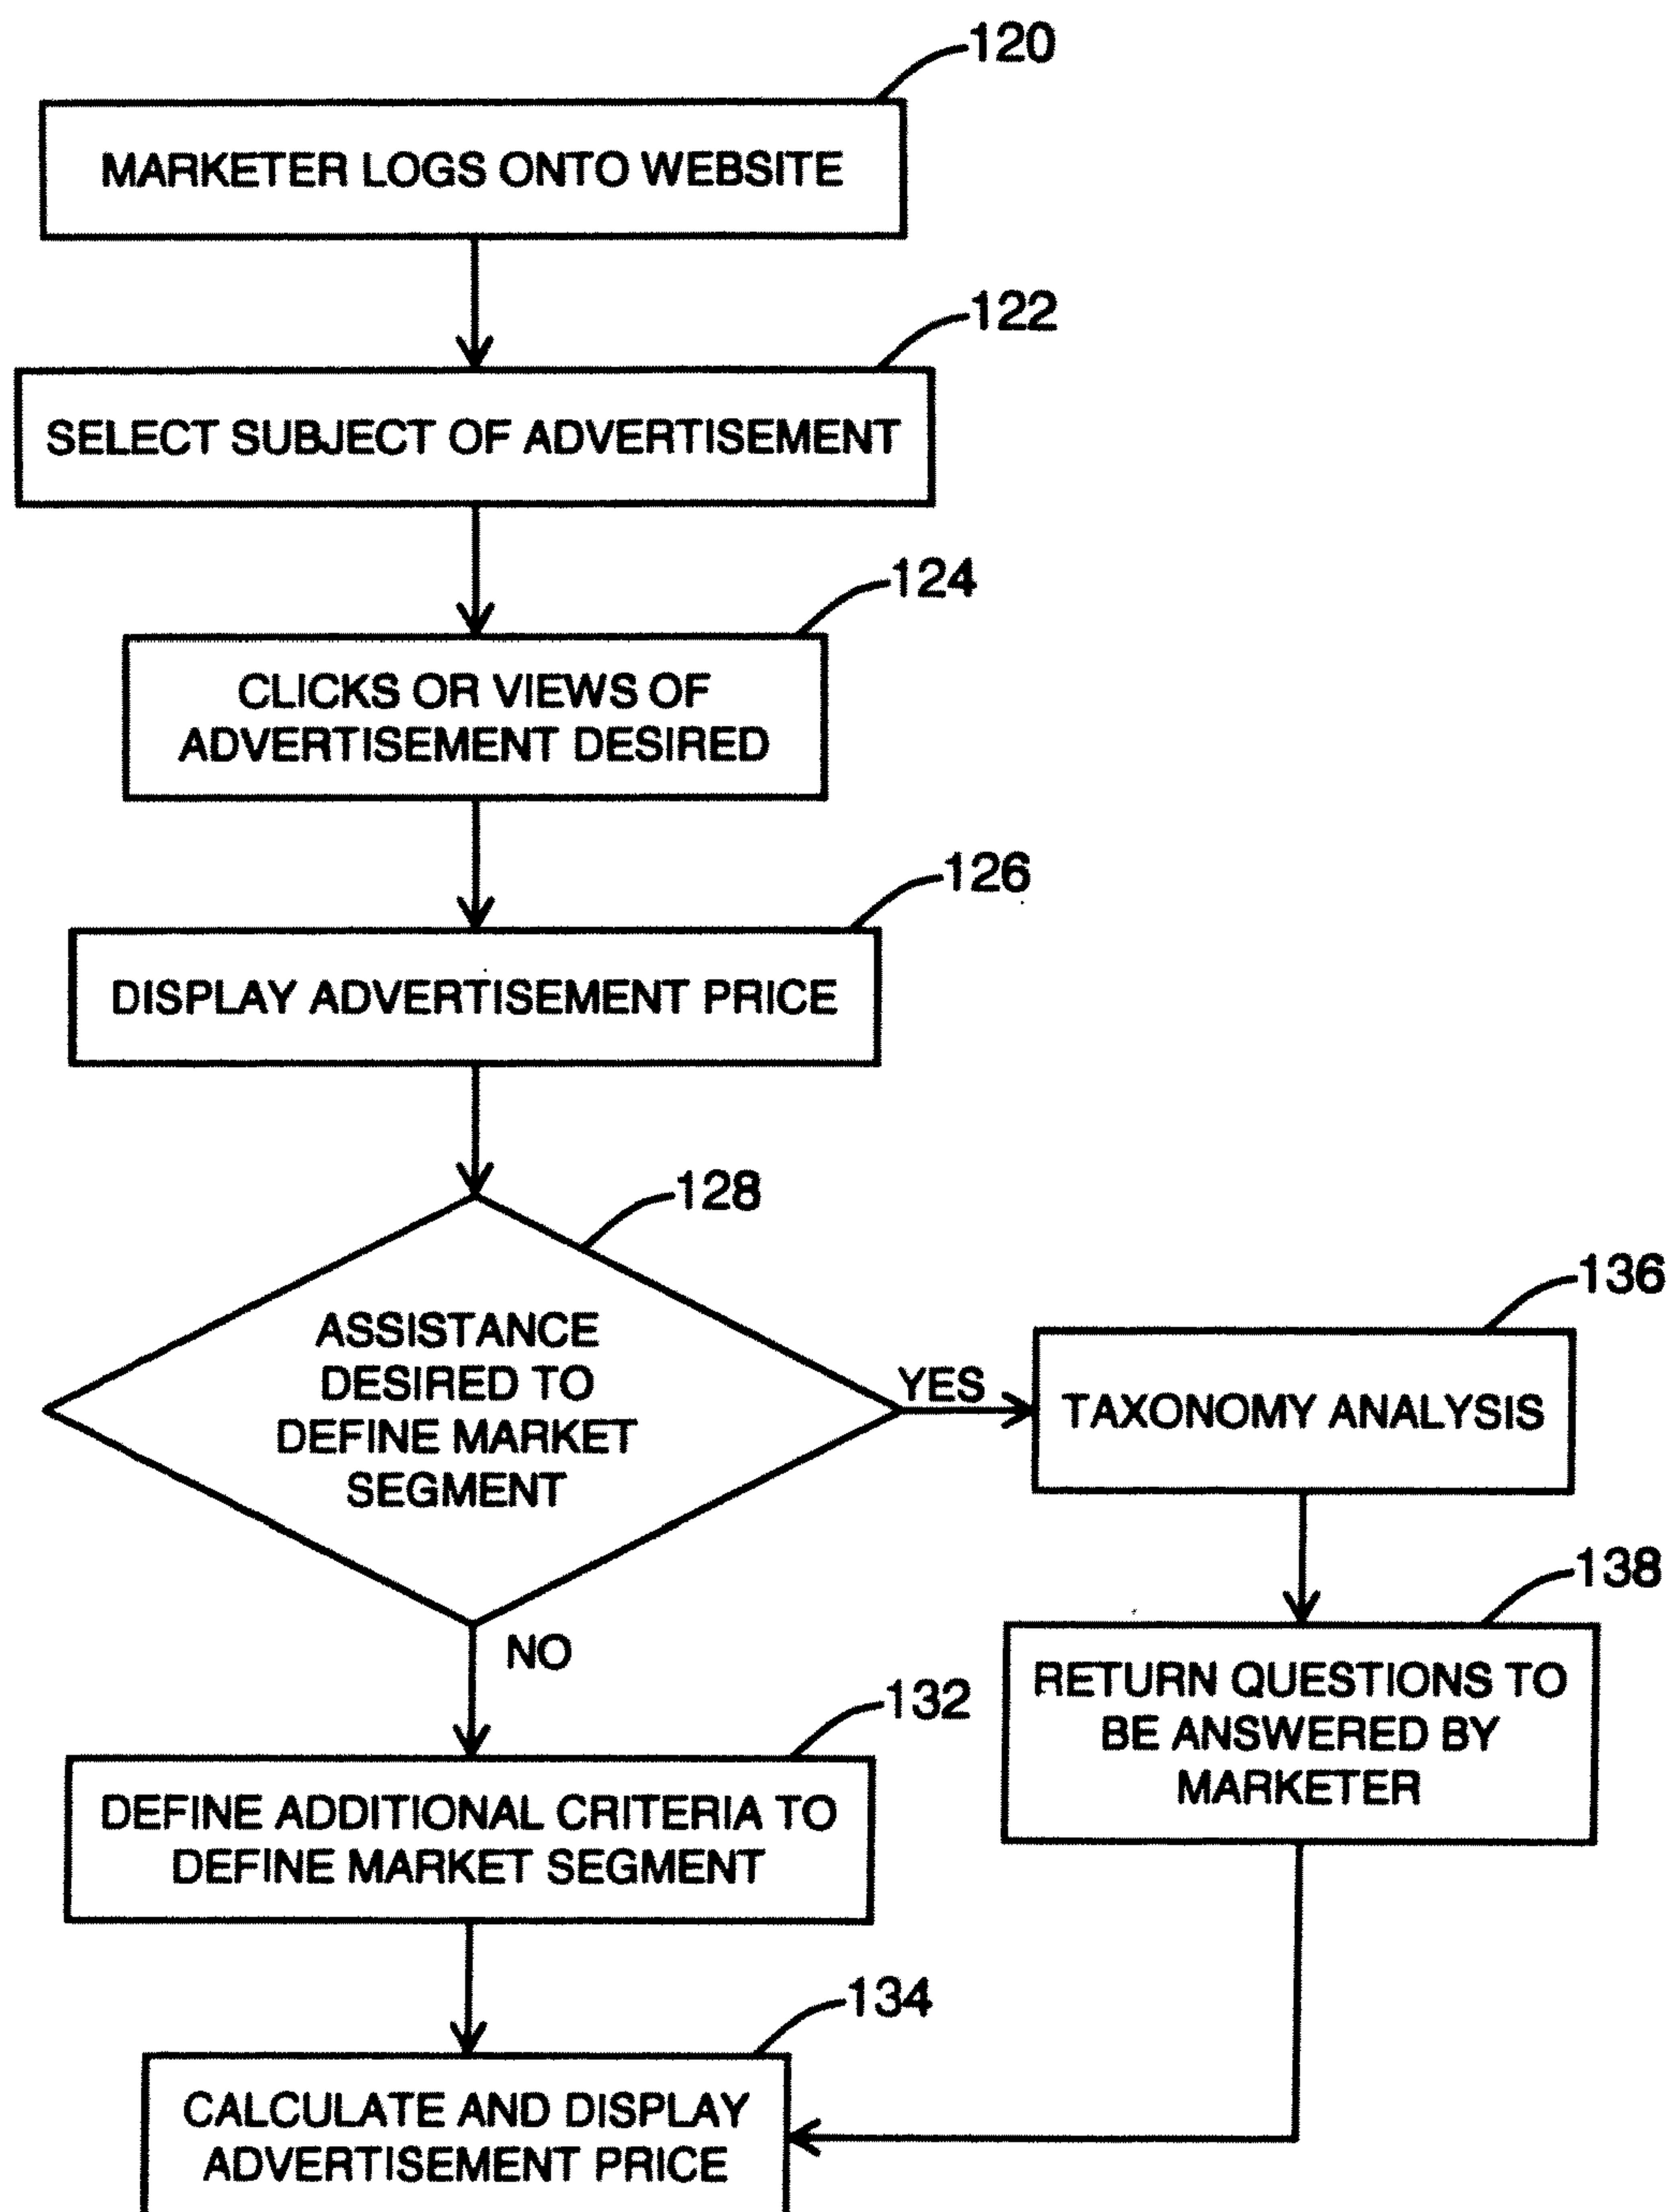 120
MARKETER LOGS ONTO WEBSITE
122
SELECT SUBJECT OF ADVERTISEMENT
124
CLICKS OR VIEWS OF
ADVERTISEMENT DESIRED
126
DISPLAY ADVERTISEMENT PRICE
128
ASSISTANCE
DESIRED TO
DEFINE MARKET
SEGMENT
YES
136
TAXONOMY ANALYSIS
138
RETURN QUESTIONS TO
BE ANSWERED BY
MARKETER
NO
132
DEFINE ADDITIONAL CRITERIA TO
DEFINE MARKET SEGMENT
134
CALCULATE AND DISPLAY
ADVERTISEMENT PRICE